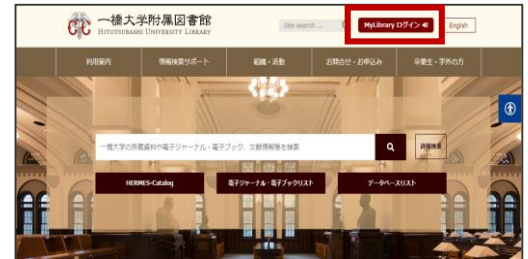 一橋大学附属図書館
HITOTSUBASHI UNIVERSITY LIBRARY
Site search ...
MyLibrary ログイン
English
利用案内 情報検索サポート 組織・活動 お問合せ・お申込み 卒業生・学外の方
一橋大学の所蔵資料や電子ジャーナル・電子ブック、文献情報等を検索
詳細検索
HERMES-Catalog 電子ジャーナル・電子ブックリスト データベースリスト